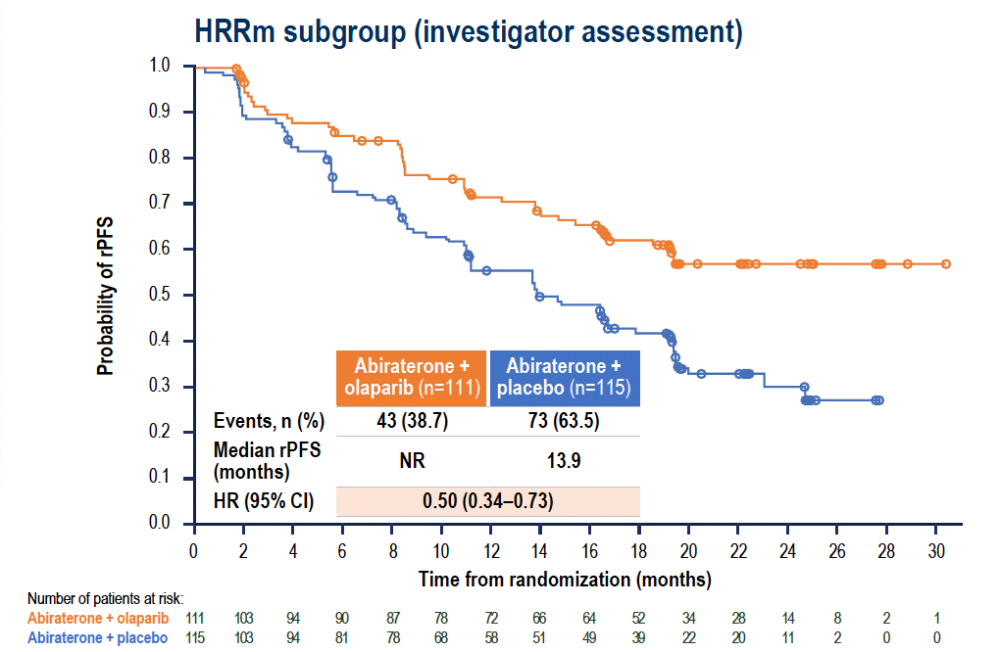 HRRm subgroup (investigator assessment)
1.0
0.9
0.8
0.7
0.6
0.5
0.4
0.3
0.2
0.1
0.0
Probability of rPFS
Abiraterone + olaparib (n=111)
Abiraterone + placebo (n=115)
Events, n (%) 43 (38.7) 73 (63.5)
Median rPFS (months) NR 13.9
HR (95% CI) 0.50 (0.34–0.73)
0 2 4 6 8 10 12 14 16 18 20 22 24 26 28 30
Time from randomization (months)
Number of patients at risk:
Abiraterone + olaparib 111 103 94 90 87 78 72 66 64 52 34 28 14 8 2 1
Abiraterone + placebo 115 103 94 81 78 68 58 51 49 39 22 20 11 2 0 0